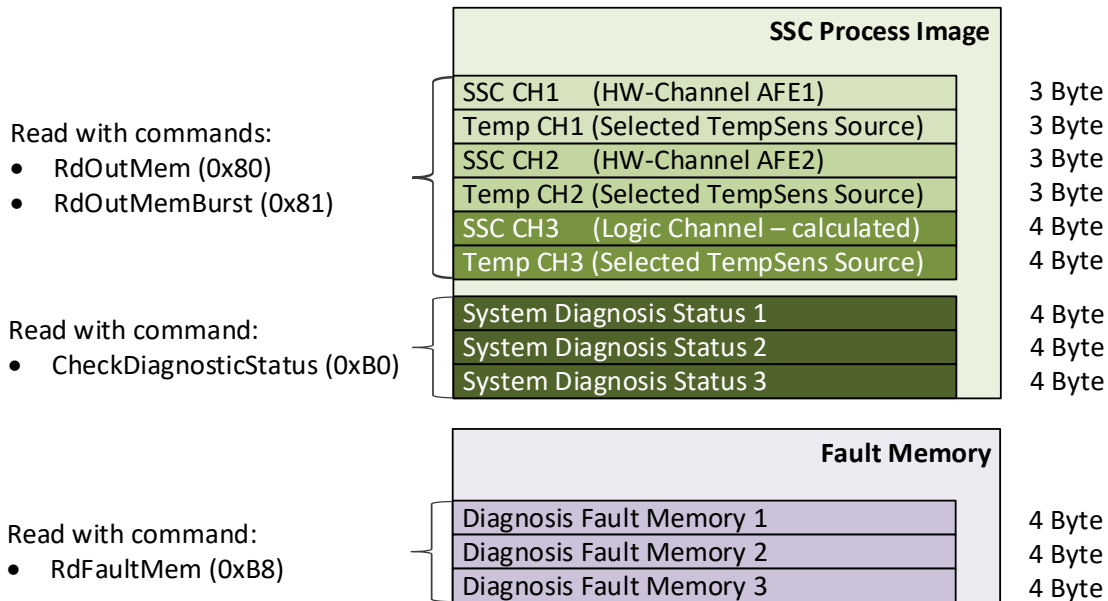 SSC Process Image
Read with commands:
• RdOutMem (0x80)
• RdOutMemBurst (0x81)
SSC CH1 (HW-Channel AFE1) 3 Byte
Temp CH1 (Selected TempSens Source) 3 Byte
SSC CH2 (HW-Channel AFE2) 3 Byte
Temp CH2 (Selected TempSens Source) 3 Byte
SSC CH3 (Logic Channel – calculated) 4 Byte
Temp CH3 (Selected TempSens Source) 4 Byte
Read with command:
• CheckDiagnosticStatus (0xB0)
System Diagnosis Status 1 4 Byte
System Diagnosis Status 2 4 Byte
System Diagnosis Status 3 4 Byte
Fault Memory
Read with command:
• RdFaultMem (0xB8)
Diagnosis Fault Memory 1 4 Byte
Diagnosis Fault Memory 2 4 Byte
Diagnosis Fault Memory 3 4 Byte